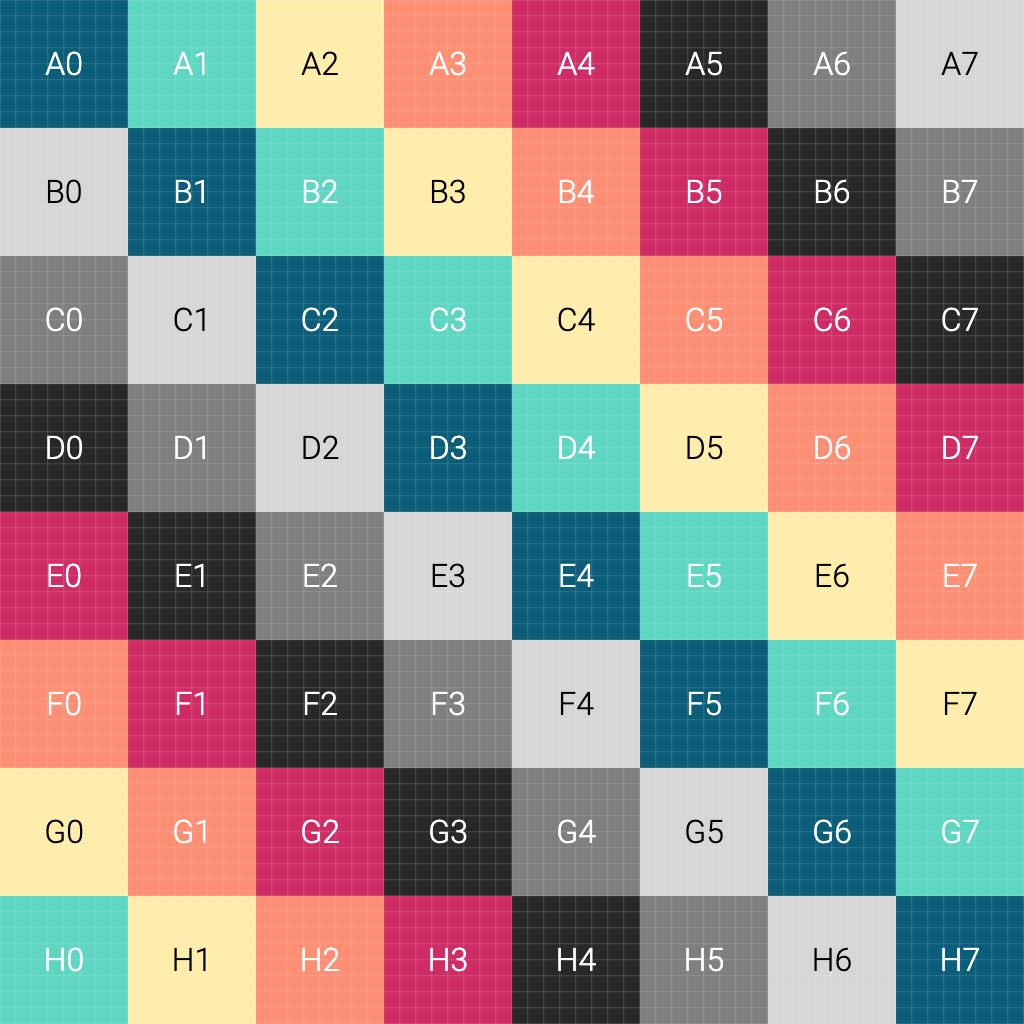 A0 A1 A2 A3 A4 A5 A6 A7
B0 B1 B2 B3 B4 B5 B6 B7
C0 C1 C2 C3 C4 C5 C6 C7
D0 D1 D2 D3 D4 D5 D6 D7
E0 E1 E2 E3 E4 E5 E6 E7
F0 F1 F2 F3 F4 F5 F6 F7
G0 G1 G2 G3 G4 G5 G6 G7
H0 H1 H2 H3 H4 H5 H6 H7